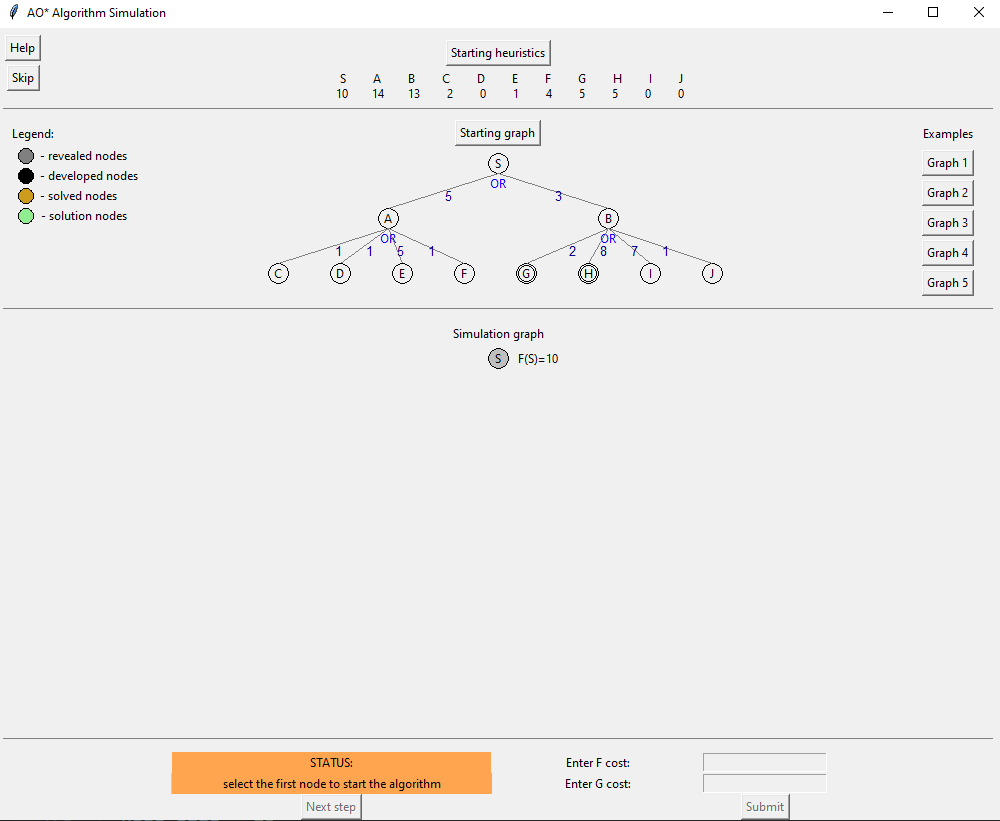 AO* Algorithm Simulation
Help
Starting heuristics
Skip
S A B C D E F G H I J
10 14 13 2 0 1 4 5 5 0 0
Legend:
Starting graph
Examples
- revealed nodes
- developed nodes
- solved nodes
- solution nodes
S
OR
5 3
A B
OR OR
1 1 5 1 2 8 7 1
C D E F G H I J
Graph 1
Graph 2
Graph 3
Graph 4
Graph 5
Simulation graph
S F(S)=10
STATUS:
select the first node to start the algorithm
Next step
Enter F cost:
Enter G cost:
Submit